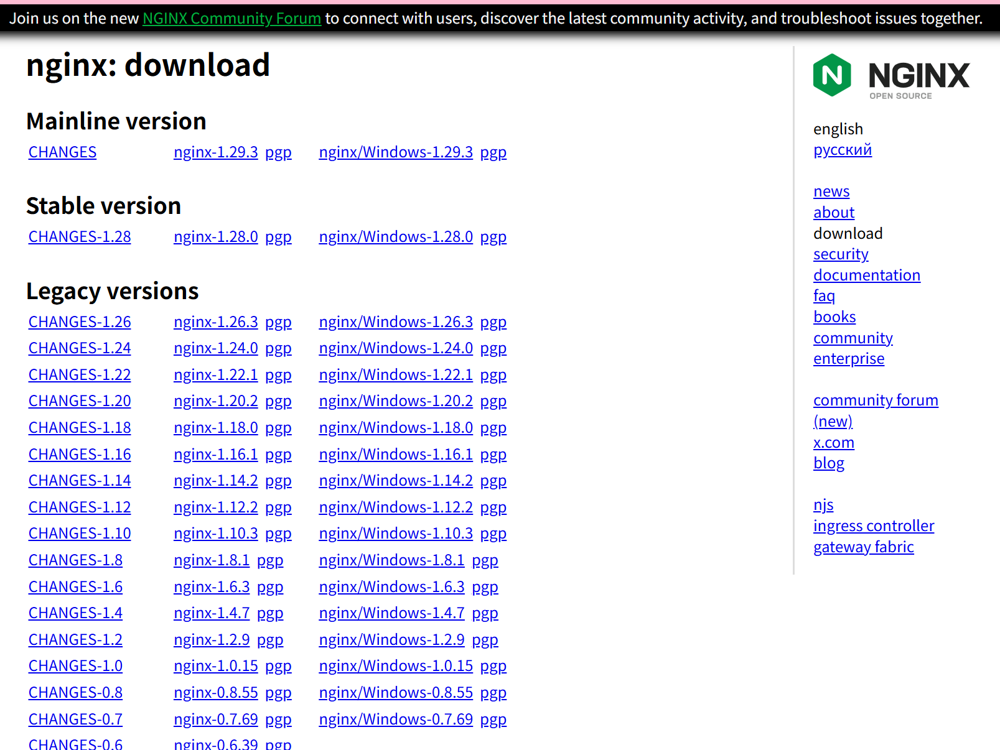 Join us on the new NGINX Community Forum to connect with users, discover the latest community activity, and troubleshoot issues together.
nginx: download
Mainline version
CHANGES nginx-1.29.3 pgp nginx/Windows-1.29.3 pgp
Stable version
CHANGES-1.28 nginx-1.28.0 pgp nginx/Windows-1.28.0 pgp
Legacy versions
CHANGES-1.26 nginx-1.26.3 pgp nginx/Windows-1.26.3 pgp
CHANGES-1.24 nginx-1.24.0 pgp nginx/Windows-1.24.0 pgp
CHANGES-1.22 nginx-1.22.1 pgp nginx/Windows-1.22.1 pgp
CHANGES-1.20 nginx-1.20.2 pgp nginx/Windows-1.20.2 pgp
CHANGES-1.18 nginx-1.18.0 pgp nginx/Windows-1.18.0 pgp
CHANGES-1.16 nginx-1.16.1 pgp nginx/Windows-1.16.1 pgp
CHANGES-1.14 nginx-1.14.2 pgp nginx/Windows-1.14.2 pgp
CHANGES-1.12 nginx-1.12.2 pgp nginx/Windows-1.12.2 pgp
CHANGES-1.10 nginx-1.10.3 pgp nginx/Windows-1.10.3 pgp
CHANGES-1.8 nginx-1.8.1 pgp nginx/Windows-1.8.1 pgp
CHANGES-1.6 nginx-1.6.3 pgp nginx/Windows-1.6.3 pgp
CHANGES-1.4 nginx-1.4.7 pgp nginx/Windows-1.4.7 pgp
CHANGES-1.2 nginx-1.2.9 pgp nginx/Windows-1.2.9 pgp
CHANGES-1.0 nginx-1.0.15 pgp nginx/Windows-1.0.15 pgp
CHANGES-0.8 nginx-0.8.55 pgp nginx/Windows-0.8.55 pgp
CHANGES-0.7 nginx-0.7.69 pgp nginx/Windows-0.7.69 pgp
CHANGES-0.6 nginx-0.6.39 pgp
N NGINX
OPEN SOURCE
english
русский
news
about
download
security
documentation
faq
books
community
enterprise
community forum
(new)
x.com
blog
njs
ingress controller
gateway fabric